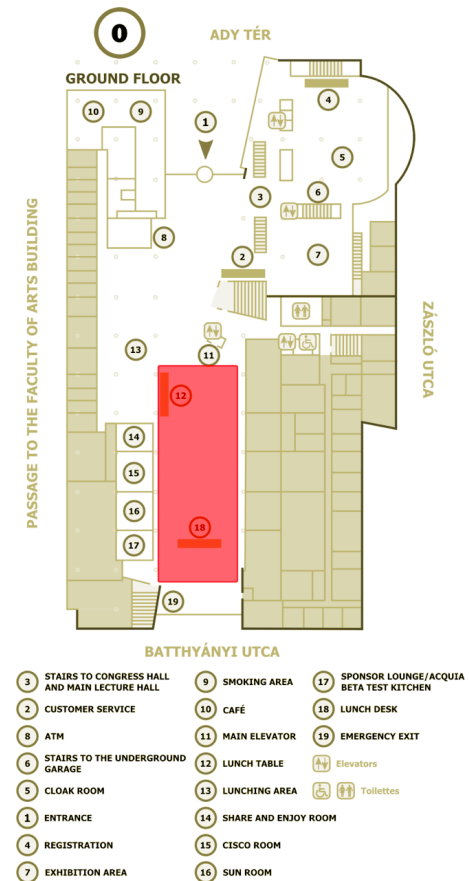 0
ADY TÉR
GROUND FLOOR
10
9
1
4
5
3
6
8
2
7
13
11
12
14
15
16
18
17
19
PASSAGE TO THE FACULTY OF ARTS BUILDING
ZÁSZLÓ UTCA
BATTHYÁNYI UTCA
3 STAIRS TO CONGRESS HALL
AND MAIN LECTURE HALL
2 CUSTOMER SERVICE
8 ATM
6 STAIRS TO THE UNDERGROUND
GARAGE
5 CLOAK ROOM
1 ENTRANCE
4 REGISTRATION
7 EXHIBITION AREA
9 SMOKING AREA
10 CAFÉ
11 MAIN ELEVATOR
12 LUNCH TABLE
13 LUNCHING AREA
14 SHARE AND ENJOY ROOM
15 CISCO ROOM
16 SUN ROOM
17 SPONSOR LOUNGE/ACQUIA
BETA TEST KITCHEN
18 LUNCH DESK
19 EMERGENCY EXIT
Elevators
Toilettes